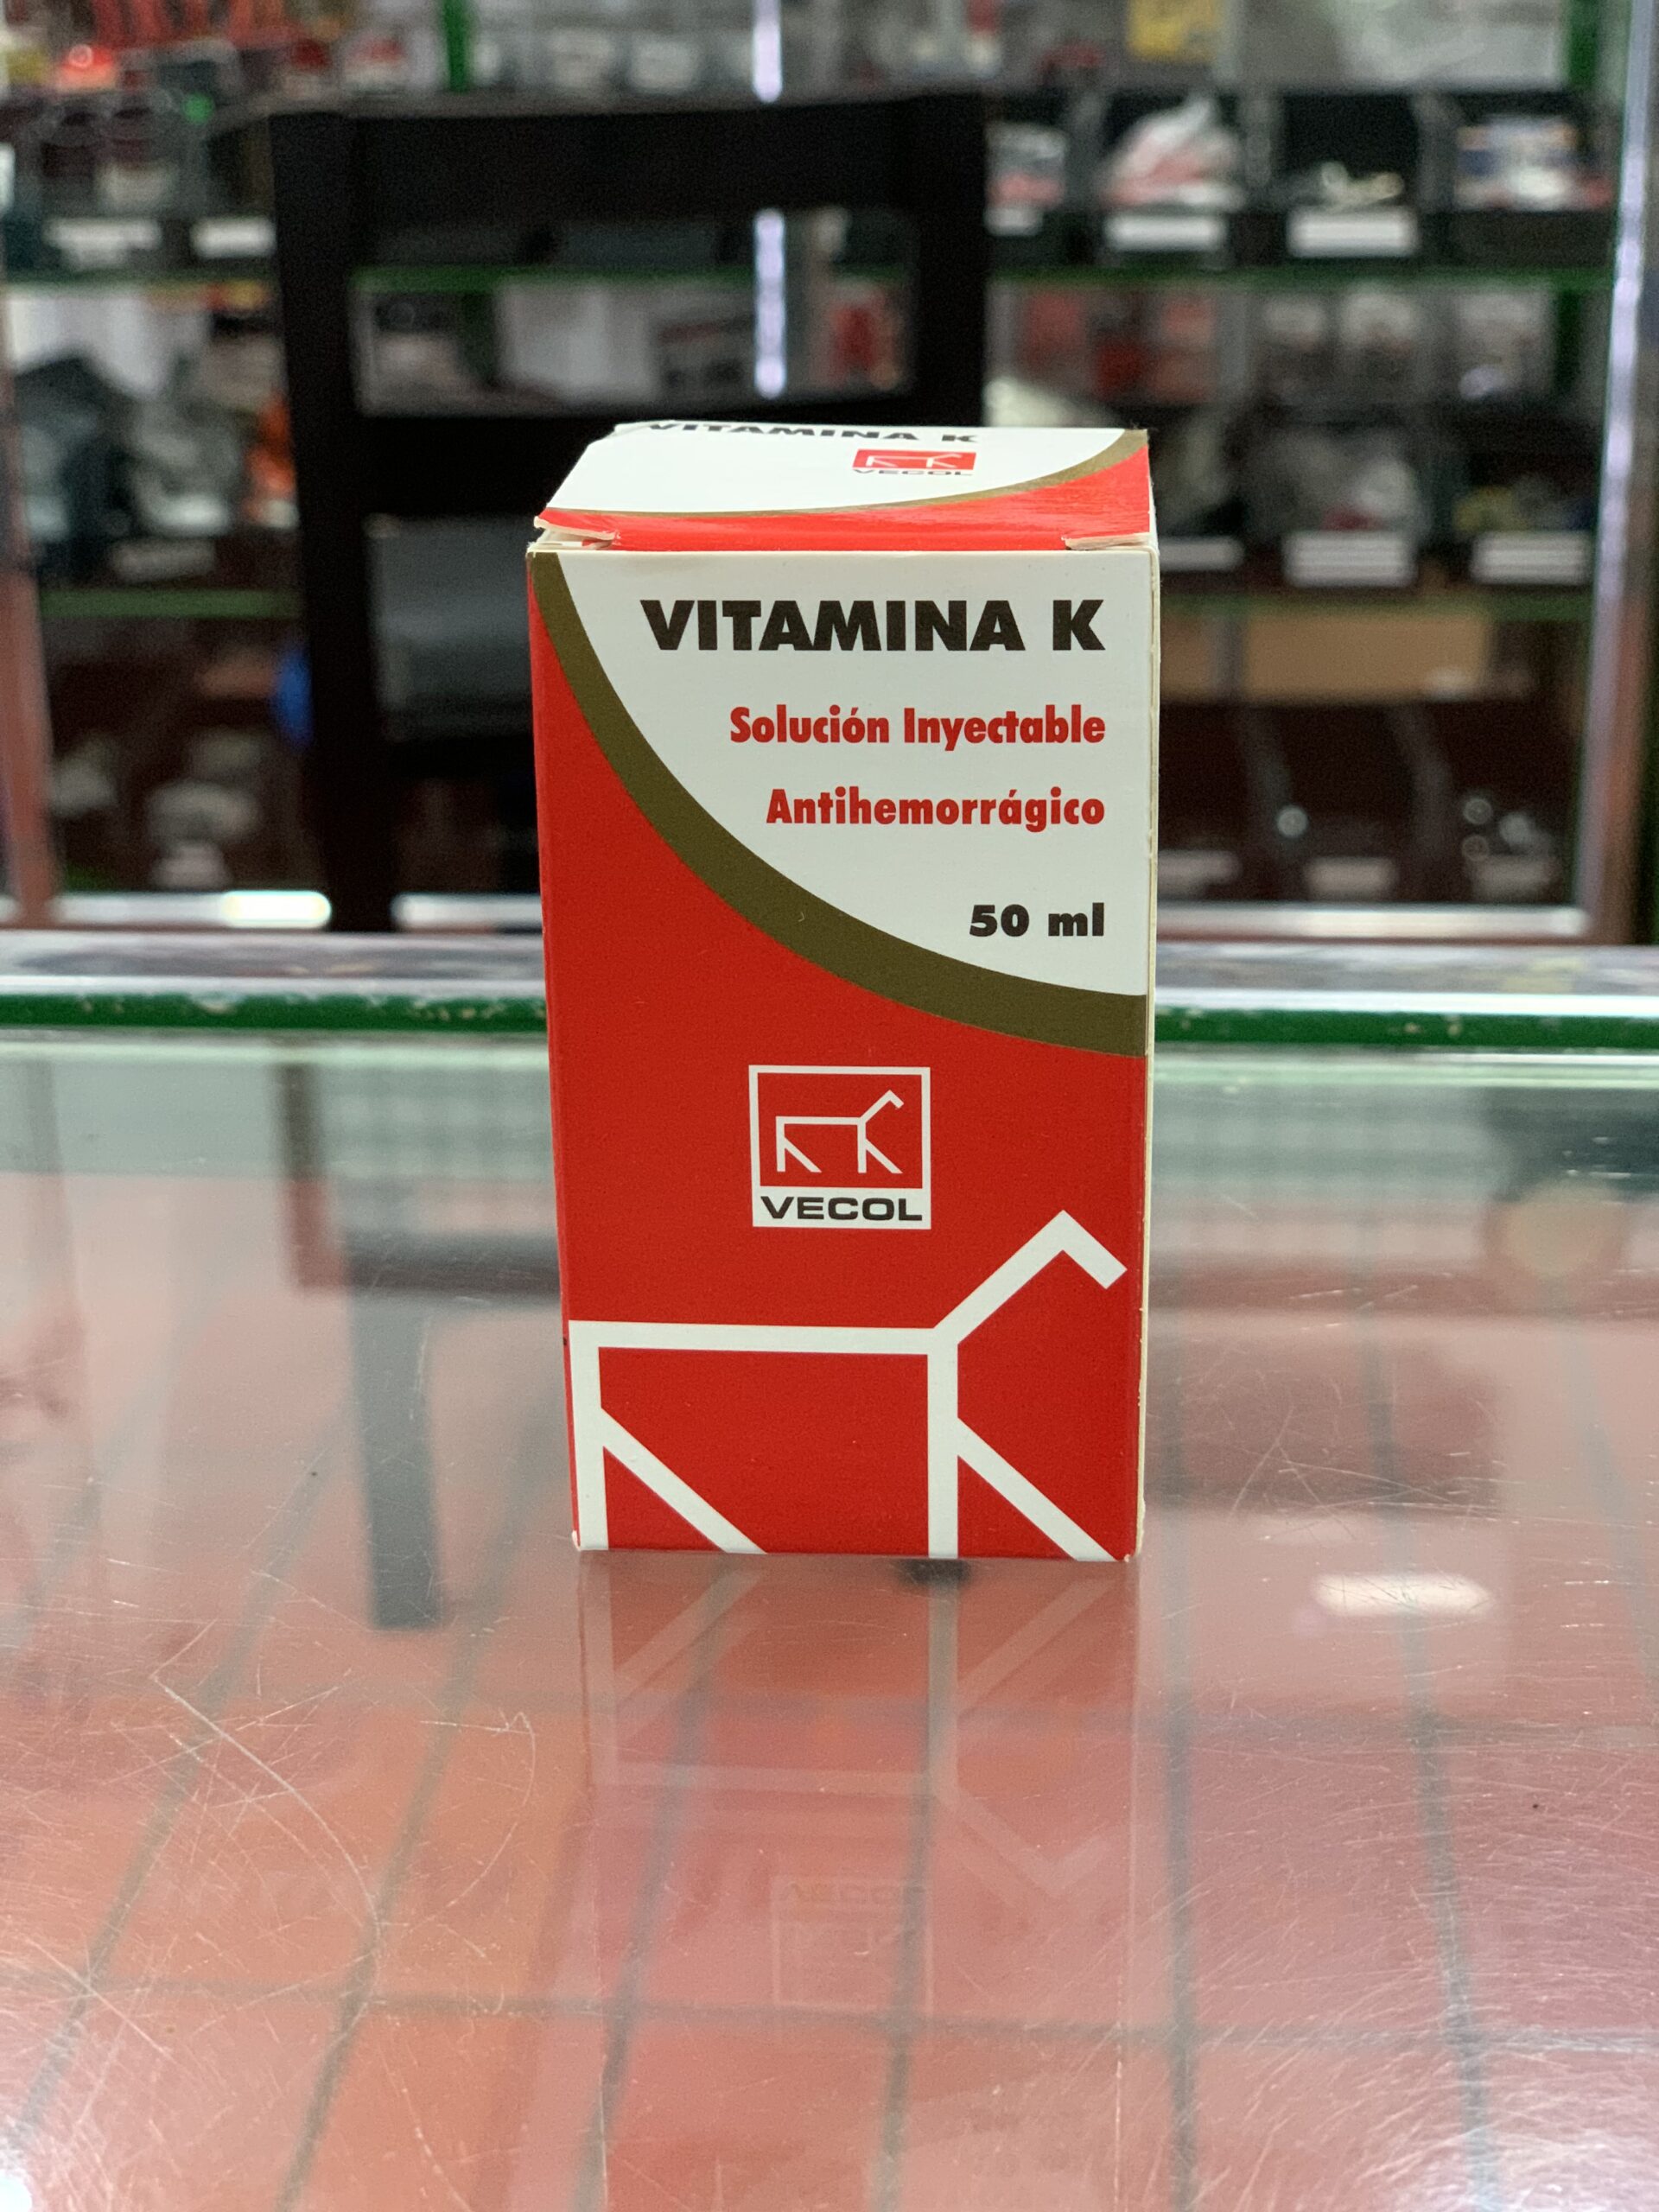 VITAMINA K
VECOL
VITAMINA K
Solución Inyectable
Antihemorrágico
50 ml
VECOL